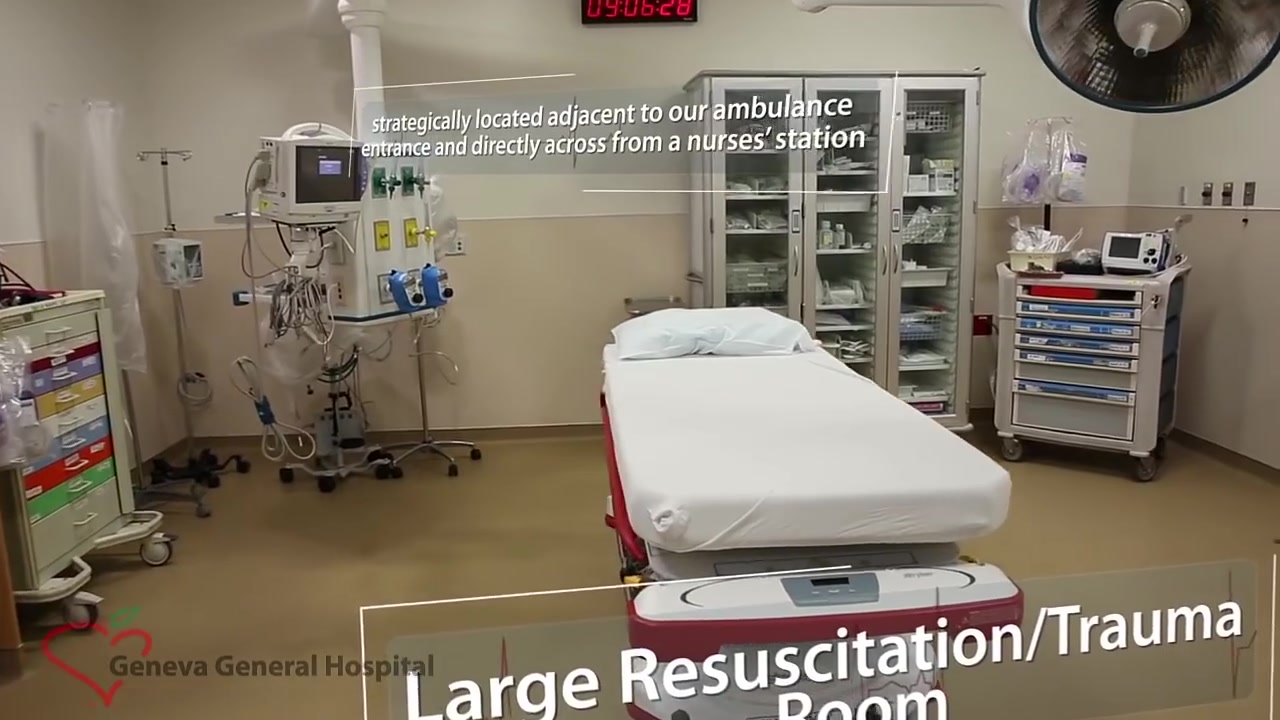 09:06:28
strategically located adjacent to our ambulance
entrance and directly across from a nurses' station
Large Resuscitation/Trauma
Room
Geneva General Hospital
stryker